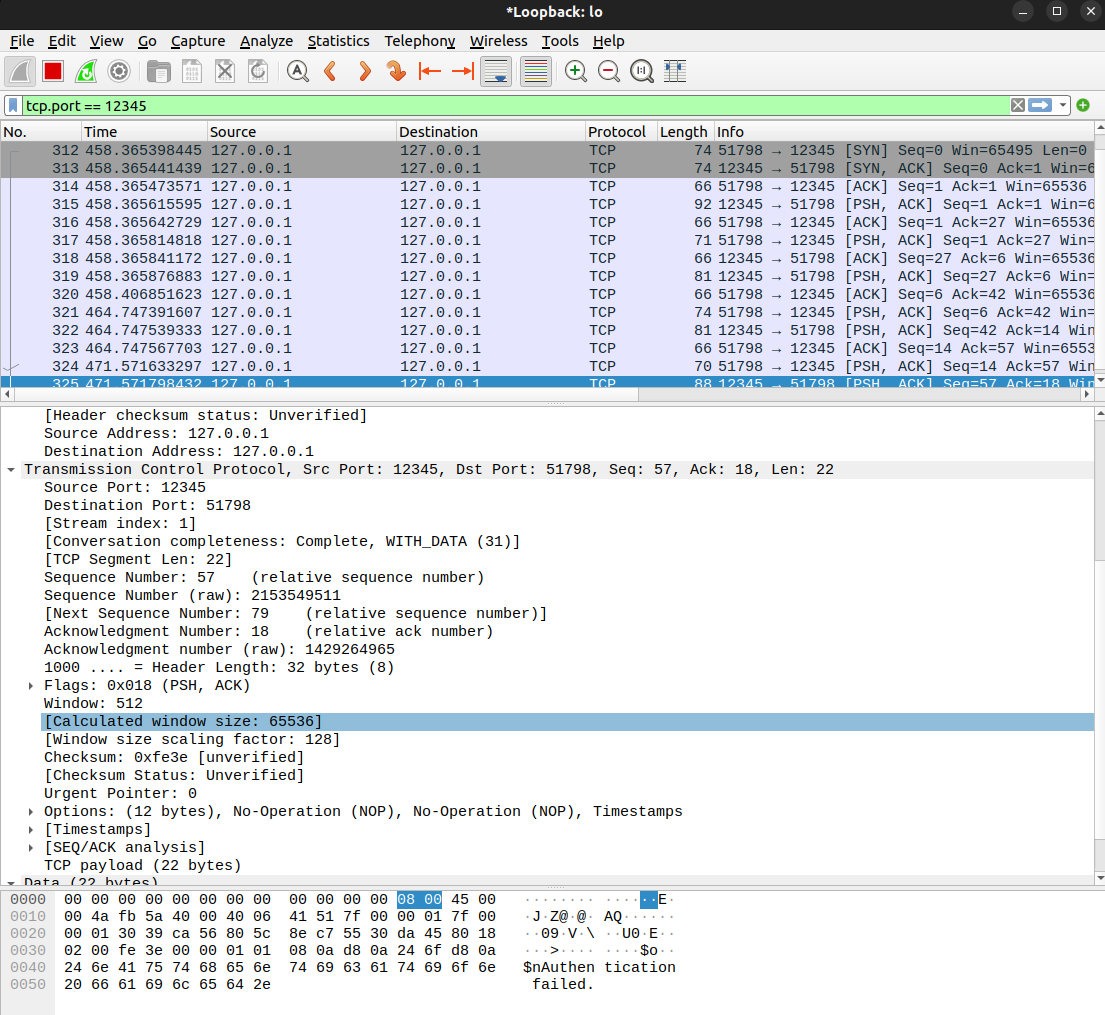 *Loopback: lo
File Edit View Go Capture Analyze Statistics Telephony Wireless Tools Help
tcp.port == 12345
No. Time Source Destination Protocol Length Info
312 458.365398445 127.0.0.1 127.0.0.1 TCP 74 51798 → 12345 [SYN] Seq=0 Win=65495 Len=0
313 458.365441439 127.0.0.1 127.0.0.1 TCP 74 12345 → 51798 [SYN, ACK] Seq=0 Ack=1 Win=6
314 458.365473571 127.0.0.1 127.0.0.1 TCP 66 51798 → 12345 [ACK] Seq=1 Ack=1 Win=65536
315 458.365615595 127.0.0.1 127.0.0.1 TCP 92 12345 → 51798 [PSH, ACK] Seq=1 Ack=1 Win=6
316 458.365642729 127.0.0.1 127.0.0.1 TCP 66 51798 → 12345 [ACK] Seq=1 Ack=27 Win=65536
317 458.365814818 127.0.0.1 127.0.0.1 TCP 71 51798 → 12345 [PSH, ACK] Seq=1 Ack=27 Win=
318 458.365841172 127.0.0.1 127.0.0.1 TCP 66 12345 → 51798 [ACK] Seq=27 Ack=6 Win=65536
319 458.365876883 127.0.0.1 127.0.0.1 TCP 81 12345 → 51798 [PSH, ACK] Seq=27 Ack=6 Win=
320 458.406851623 127.0.0.1 127.0.0.1 TCP 66 51798 → 12345 [ACK] Seq=6 Ack=42 Win=65536
321 464.747391607 127.0.0.1 127.0.0.1 TCP 74 51798 → 12345 [PSH, ACK] Seq=6 Ack=42 Win=
322 464.747539333 127.0.0.1 127.0.0.1 TCP 81 12345 → 51798 [PSH, ACK] Seq=42 Ack=14 Win
323 464.747567703 127.0.0.1 127.0.0.1 TCP 66 51798 → 12345 [ACK] Seq=14 Ack=57 Win=6553
324 471.571633297 127.0.0.1 127.0.0.1 TCP 70 51798 → 12345 [PSH, ACK] Seq=14 Ack=57 Win
325 471.571798432 127.0.0.1 127.0.0.1 TCP 88 12345 → 51798 [PSH, ACK] Seq=57 Ack=18 Win
[Header checksum status: Unverified]
Source Address: 127.0.0.1
Destination Address: 127.0.0.1
Transmission Control Protocol, Src Port: 12345, Dst Port: 51798, Seq: 57, Ack: 18, Len: 22
Source Port: 12345
Destination Port: 51798
[Stream index: 1]
[Conversation completeness: Complete, WITH_DATA (31)]
[TCP Segment Len: 22]
Sequence Number: 57 (relative sequence number)
Sequence Number (raw): 2153549511
[Next Sequence Number: 79 (relative sequence number)]
Acknowledgment Number: 18 (relative ack number)
Acknowledgment number (raw): 1429264965
1000 .... = Header Length: 32 bytes (8)
Flags: 0x018 (PSH, ACK)
Window: 512
[Calculated window size: 65536]
[Window size scaling factor: 128]
Checksum: 0xfe3e [unverified]
[Checksum Status: Unverified]
Urgent Pointer: 0
Options: (12 bytes), No-Operation (NOP), No-Operation (NOP), Timestamps
[Timestamps]
[SEQ/ACK analysis]
TCP payload (22 bytes)
Data (22 bytes)
0000 00 00 00 00 00 00 00 00 00 00 00 00 08 00 45 00 ········ ······E·
0010 00 4a fb 5a 40 00 40 06 41 51 7f 00 00 01 7f 00 ·J·Z@·@· AQ······
0020 00 01 30 39 ca 56 80 5c 8e c7 55 30 da 45 80 18 ··09·V·\ ··U0·E··
0030 02 00 fe 3e 00 00 01 01 08 0a d8 0a 24 6f d8 0a ···>···· ····$o··
0040 24 6e 41 75 74 68 65 6e 74 69 63 61 74 69 6f 6e $nAuthen tication
0050 20 66 61 69 6c 65 64 2e failed.